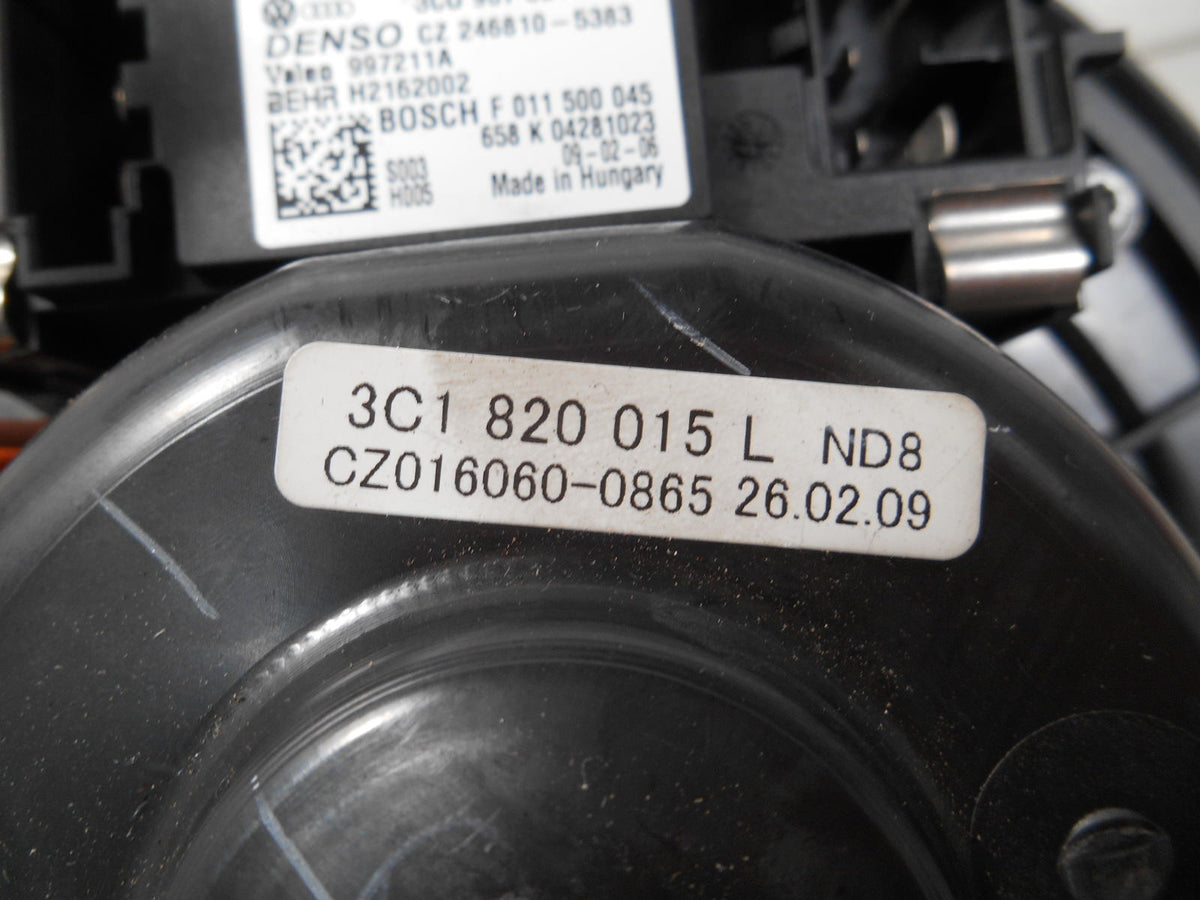 DENSO CZ 246810-5383
Valeo 997211A
BEHR H2162002
BOSCH F 011 500 045
658 K 04281023
09-02-06
S003
H005
Made in Hungary
3C1 820 015 L ND8
CZ016060-0865 26.02.09